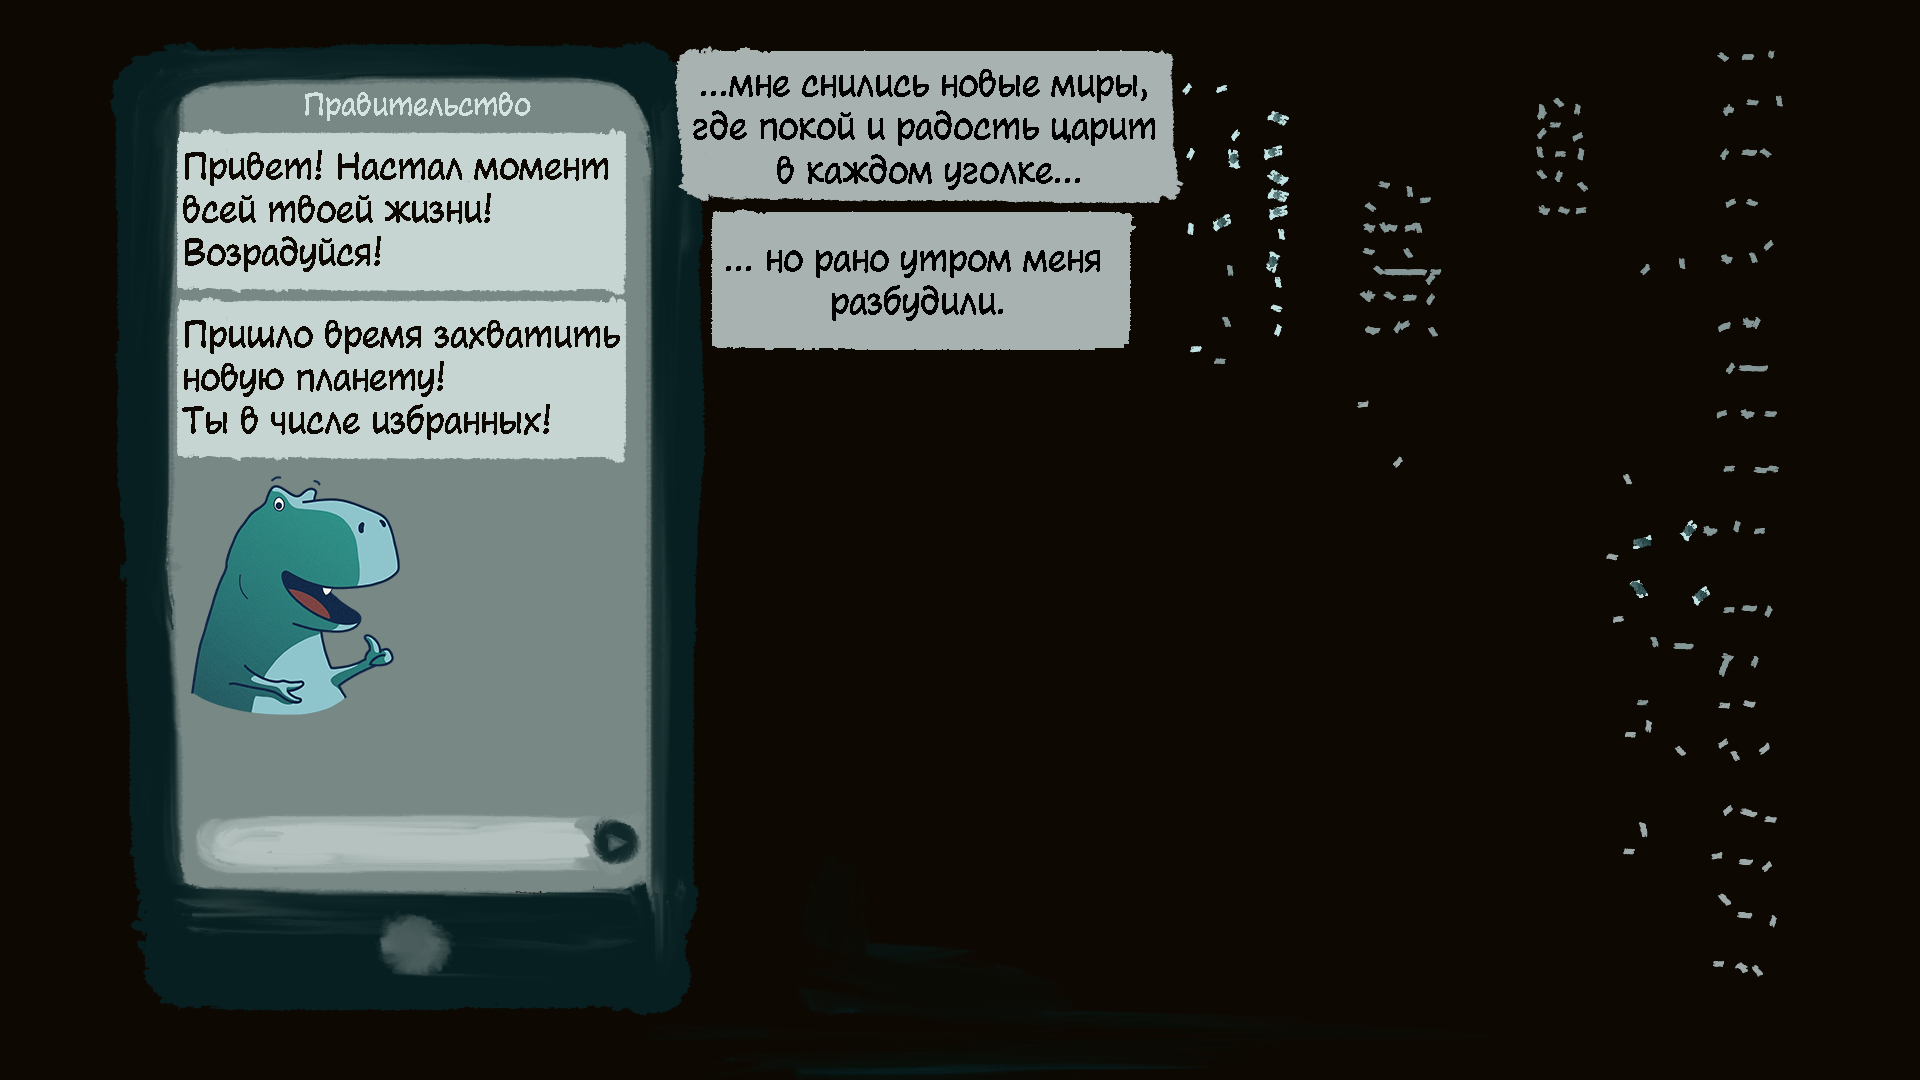 Правительство
Привет! Настал момент
всей твоей жизни!
Возрадуйся!
Пришло время захватить
новую планету!
Ты в числе избранных!
...мне снились новые миры,
где покой и радость царит
в каждом уголке...
... но рано утром меня
разбудили.